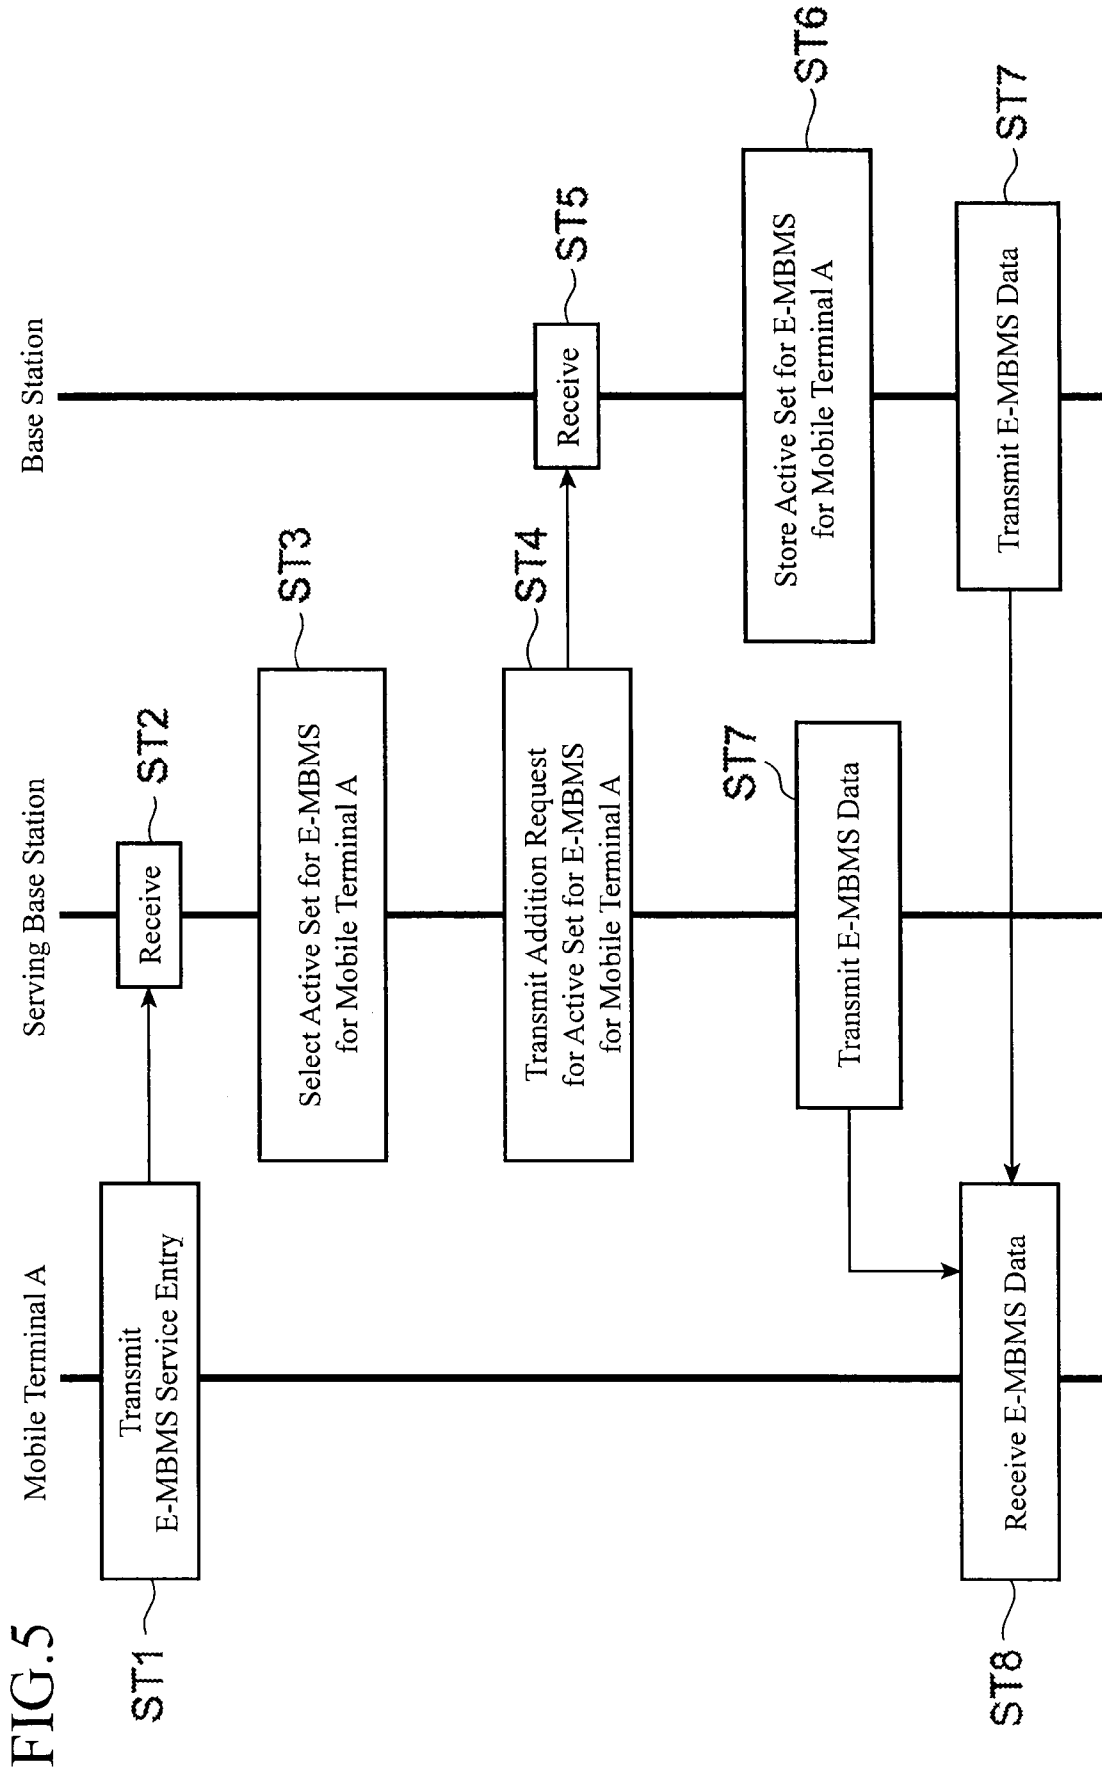 FIG.5
Mobile Terminal A
Serving Base Station
Base Station
ST1
Transmit
E-MBMS Service Entry
Receive
ST2
Select Active Set for E-MBMS
for Mobile Terminal A
ST3
Transmit Addition Request
for Active Set for E-MBMS
for Mobile Terminal A
ST4
Receive
ST5
Store Active Set for E-MBMS
for Mobile Terminal A
ST6
Transmit E-MBMS Data
ST7
Transmit E-MBMS Data
ST7
ST8
Receive E-MBMS Data